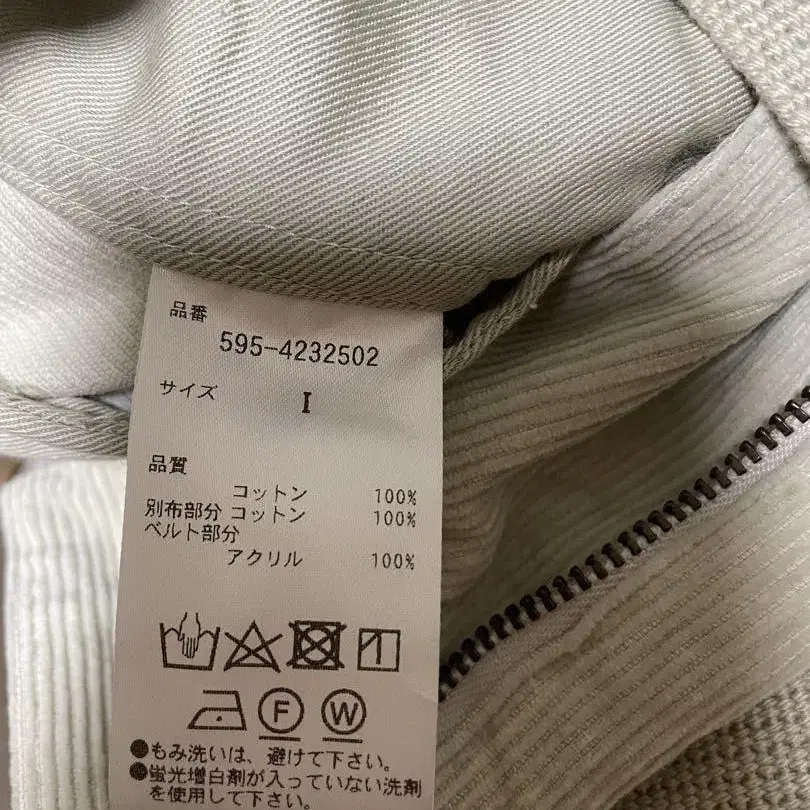 品番
595-4232502
サイズ
I
品質
コットン 100%
別布部分 コットン 100%
ベルト部分
アクリル 100%
F W
●もみ洗いは、避けて下さい。
●蛍光増白剤が入っていない洗剤
を使用して下さい。